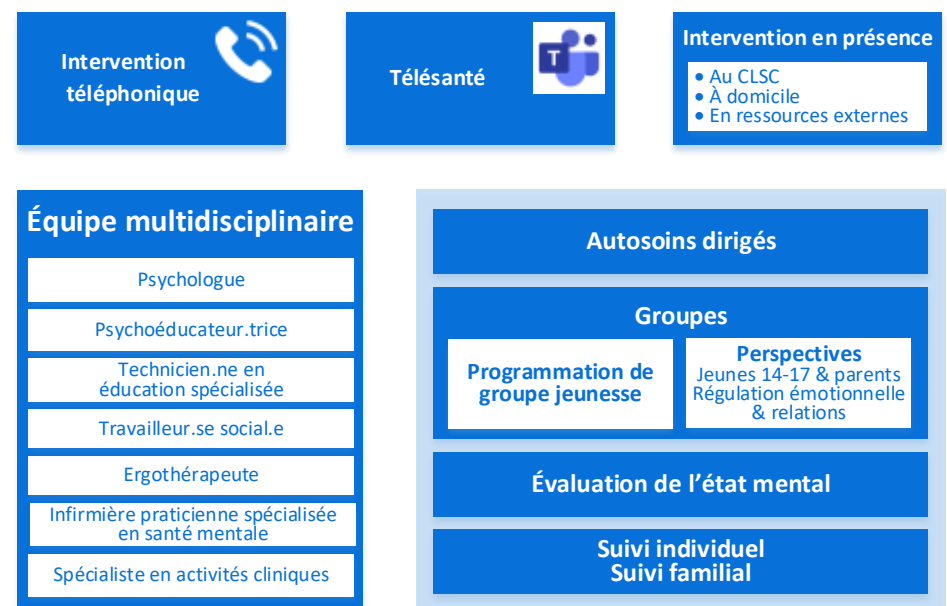 Intervention
téléphonique
Télésanté
T
Intervention en présence
• Au CLSC
• À domicile
• En ressources externes
Équipe multidisciplinaire
Psychologue
Psychoéducateur.trice
Technicien.ne en
éducation spécialisée
Travailleur.se social.e
Ergothérapeute
Infirmière praticienne spécialisée
en santé mentale
Spécialiste en activités cliniques
Autosoins dirigés
Groupes
Programmation de
groupe jeunesse
Perspectives
Jeunes 14-17 & parents
Régulation émotionnelle
& relations
Évaluation de l’état mental
Suivi individuel
Suivi familial